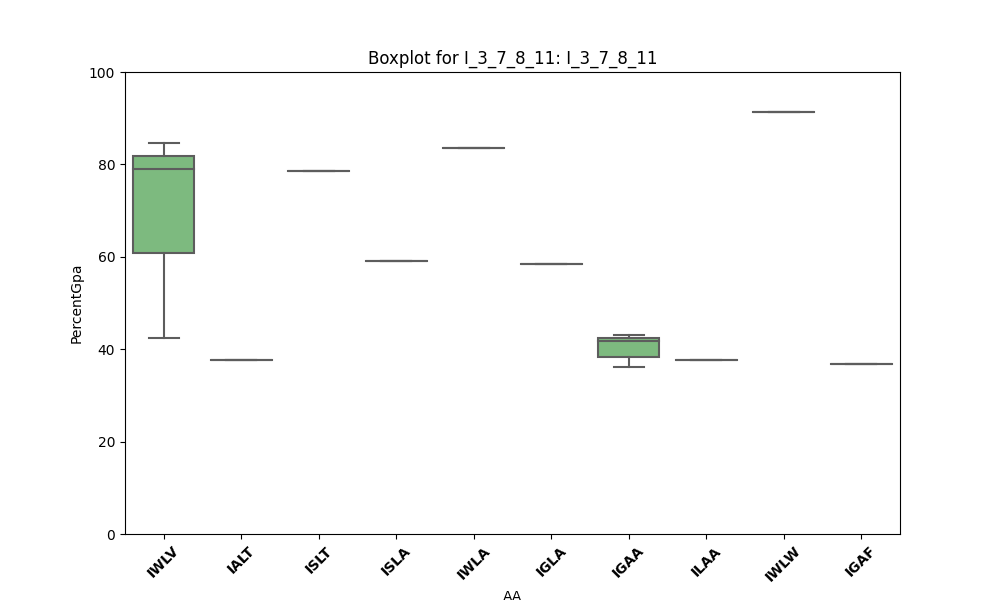 Boxplot for I_3_7_8_11: I_3_7_8_11
PercentGpa
100
80
60
40
20
0
IWLV
IALT
ISLT
ISLA
IWLA
IGLA
IGAA
ILAA
IWLW
IGAF
AA